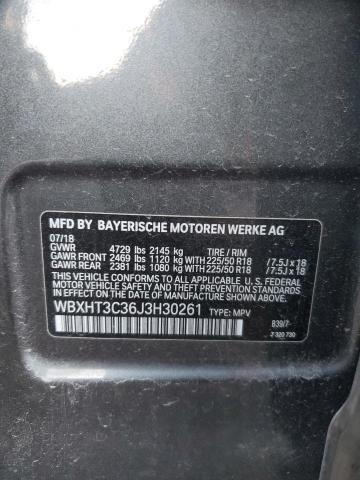 MFD BY BAYERISCHE MOTOREN WERKE AG
07/18
GVWR 4729 lbs 2145 kg TIRE / RIM
GAWR FRONT 2469 lbs 1120 kg WITH 225/50 R18 /7.5J x 18
GAWR REAR 2381 lbs 1080 kg WITH 225/50 R18 /7.5J x 18
THIS VEHICLE CONFORMS TO ALL APPLICABLE U.S. FEDERAL
MOTOR VEHICLE SAFETY, BUMPER, AND THEFT PREVENTION
STANDARDS IN EFFECT ON THE DATE OF MANUFACTURE SHOWN ABOVE.
WBXHT3C36J3H30261 TYPE: MPV
7 320 730